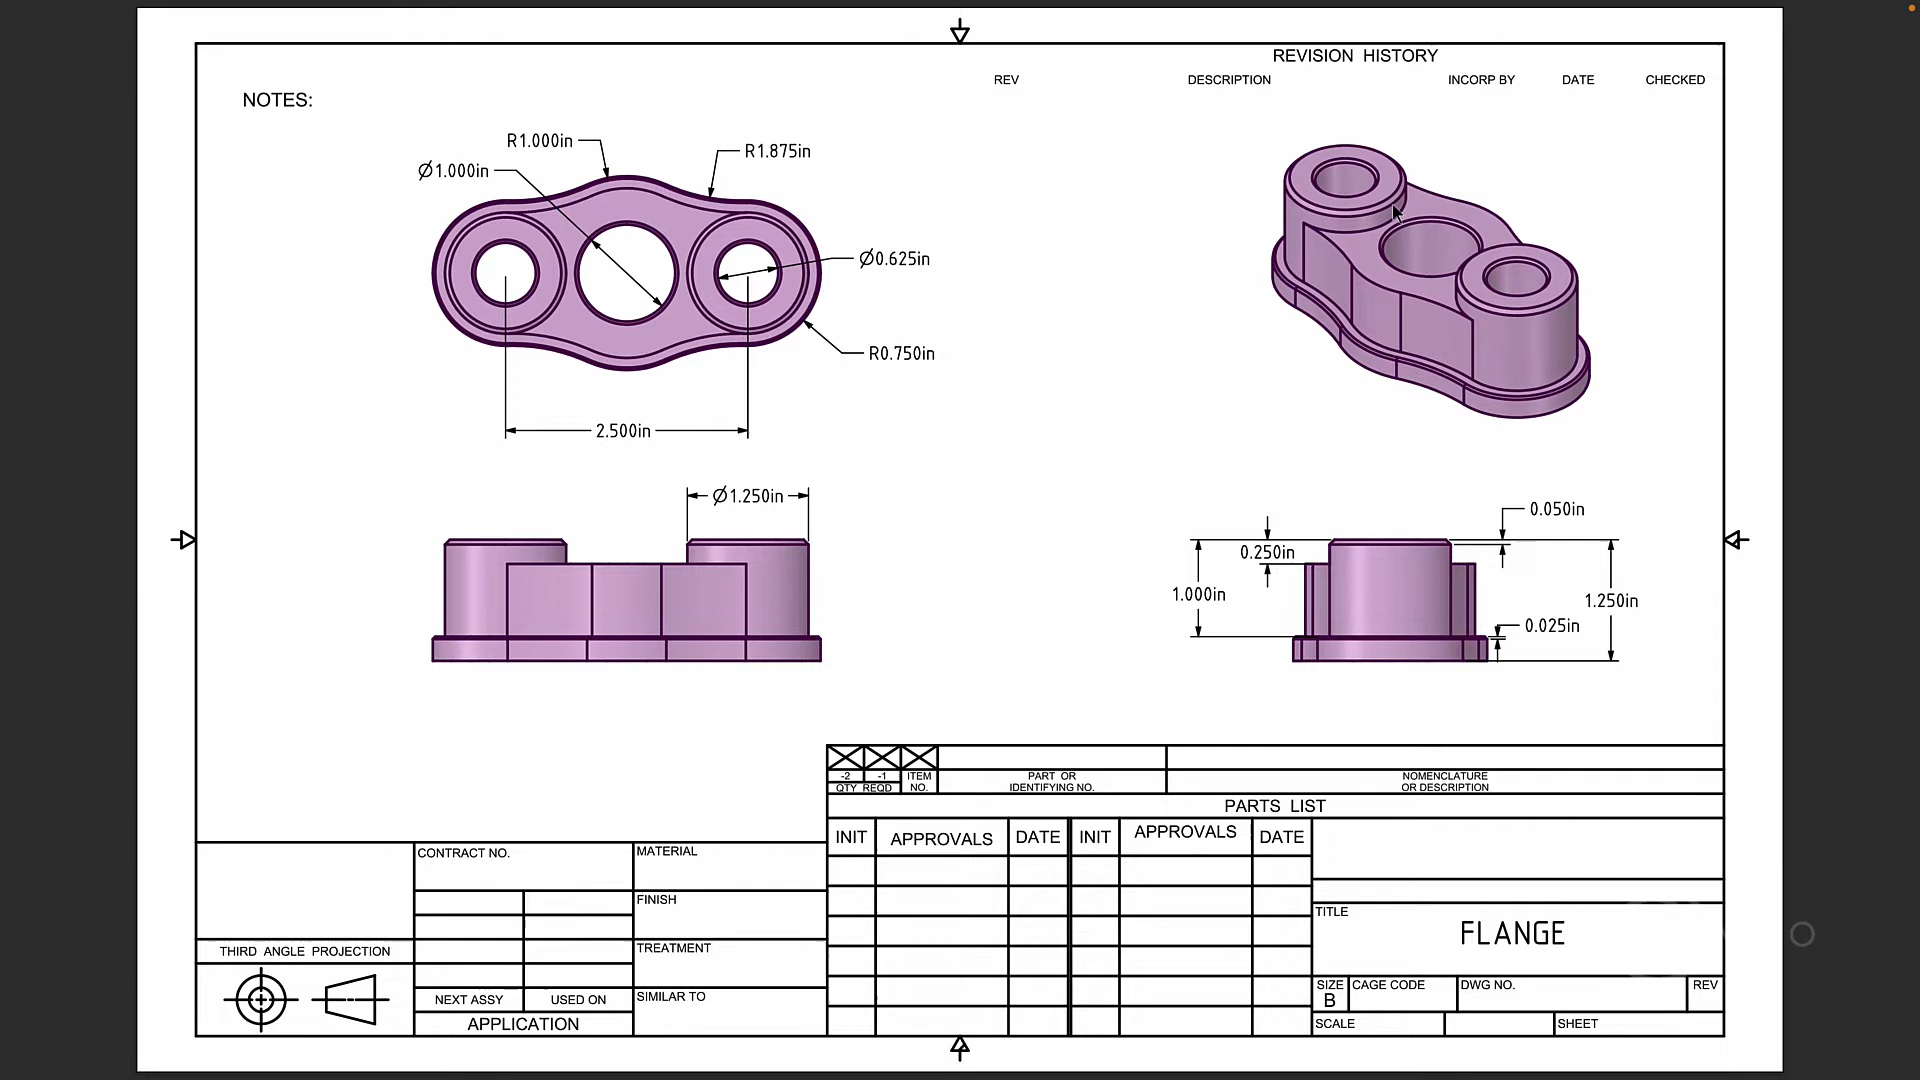 REVISION HISTORY
REV DESCRIPTION INCORP BY DATE CHECKED
NOTES:
R1.000in
R1.875in
Ø1.000in
Ø0.625in
R0.750in
2.500in
Ø1.250in
0.050in
0.250in
1.000in
1.250in
0.025in
-2 -1 ITEM NO. PART OR IDENTIFYING NO. NOMENCLATURE OR DESCRIPTION
QTY REQD
PARTS LIST
INIT APPROVALS DATE INIT APPROVALS DATE
CONTRACT NO. MATERIAL
FINISH
TITLE
FLANGE
THIRD ANGLE PROJECTION
TREATMENT
SIZE CAGE CODE DWG NO. REV
B
NEXT ASSY USED ON SIMILAR TO
APPLICATION
SCALE SHEET